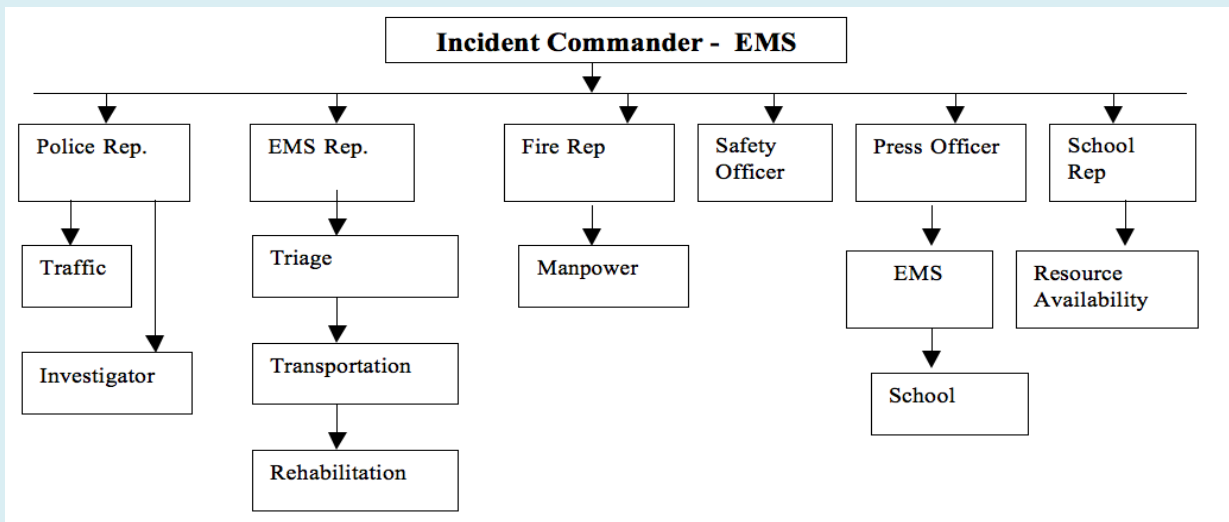 Incident Commander - EMS
Police Rep.
EMS Rep.
Fire Rep
Safety
Officer
Press Officer
School
Rep
Traffic
Triage
Manpower
EMS
Resource
Availability
Investigator
Transportation
School
Rehabilitation